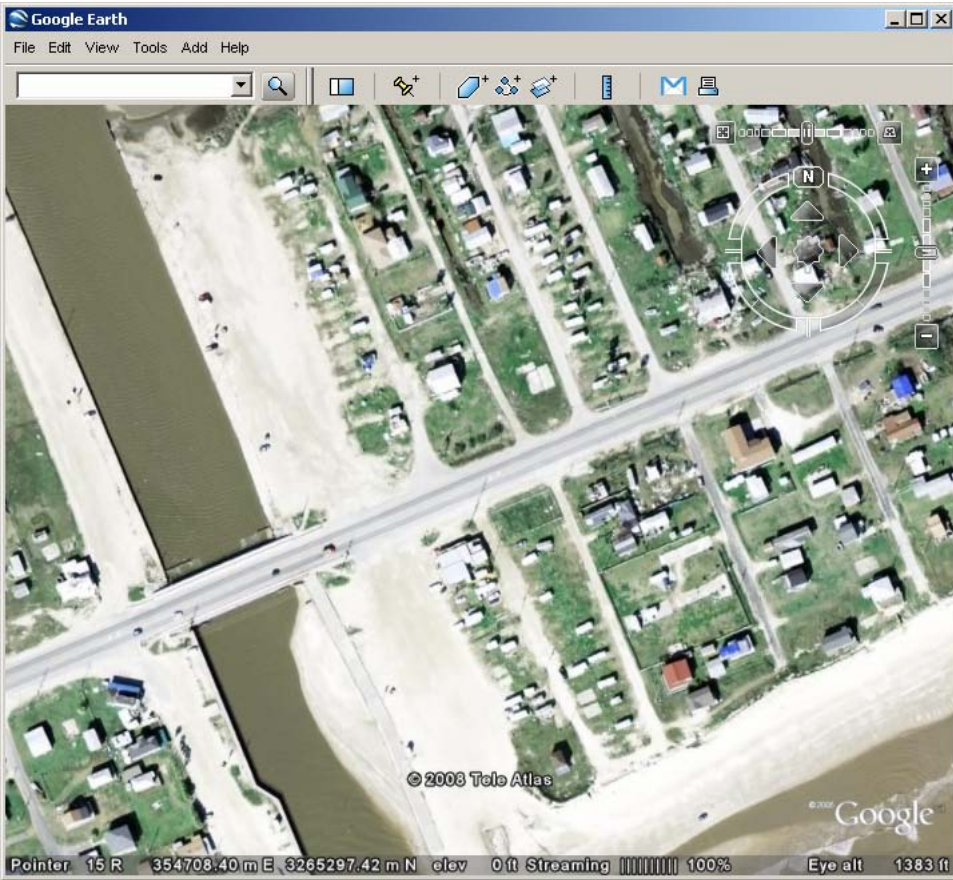 Google Earth
File Edit View Tools Add Help
N
© 2008 Tele Atlas
Google
Pointer 15 R 354708.40 m E 3265297.42 m N elev 0 ft Streaming |||||||||| 100% Eye alt 1383 ft